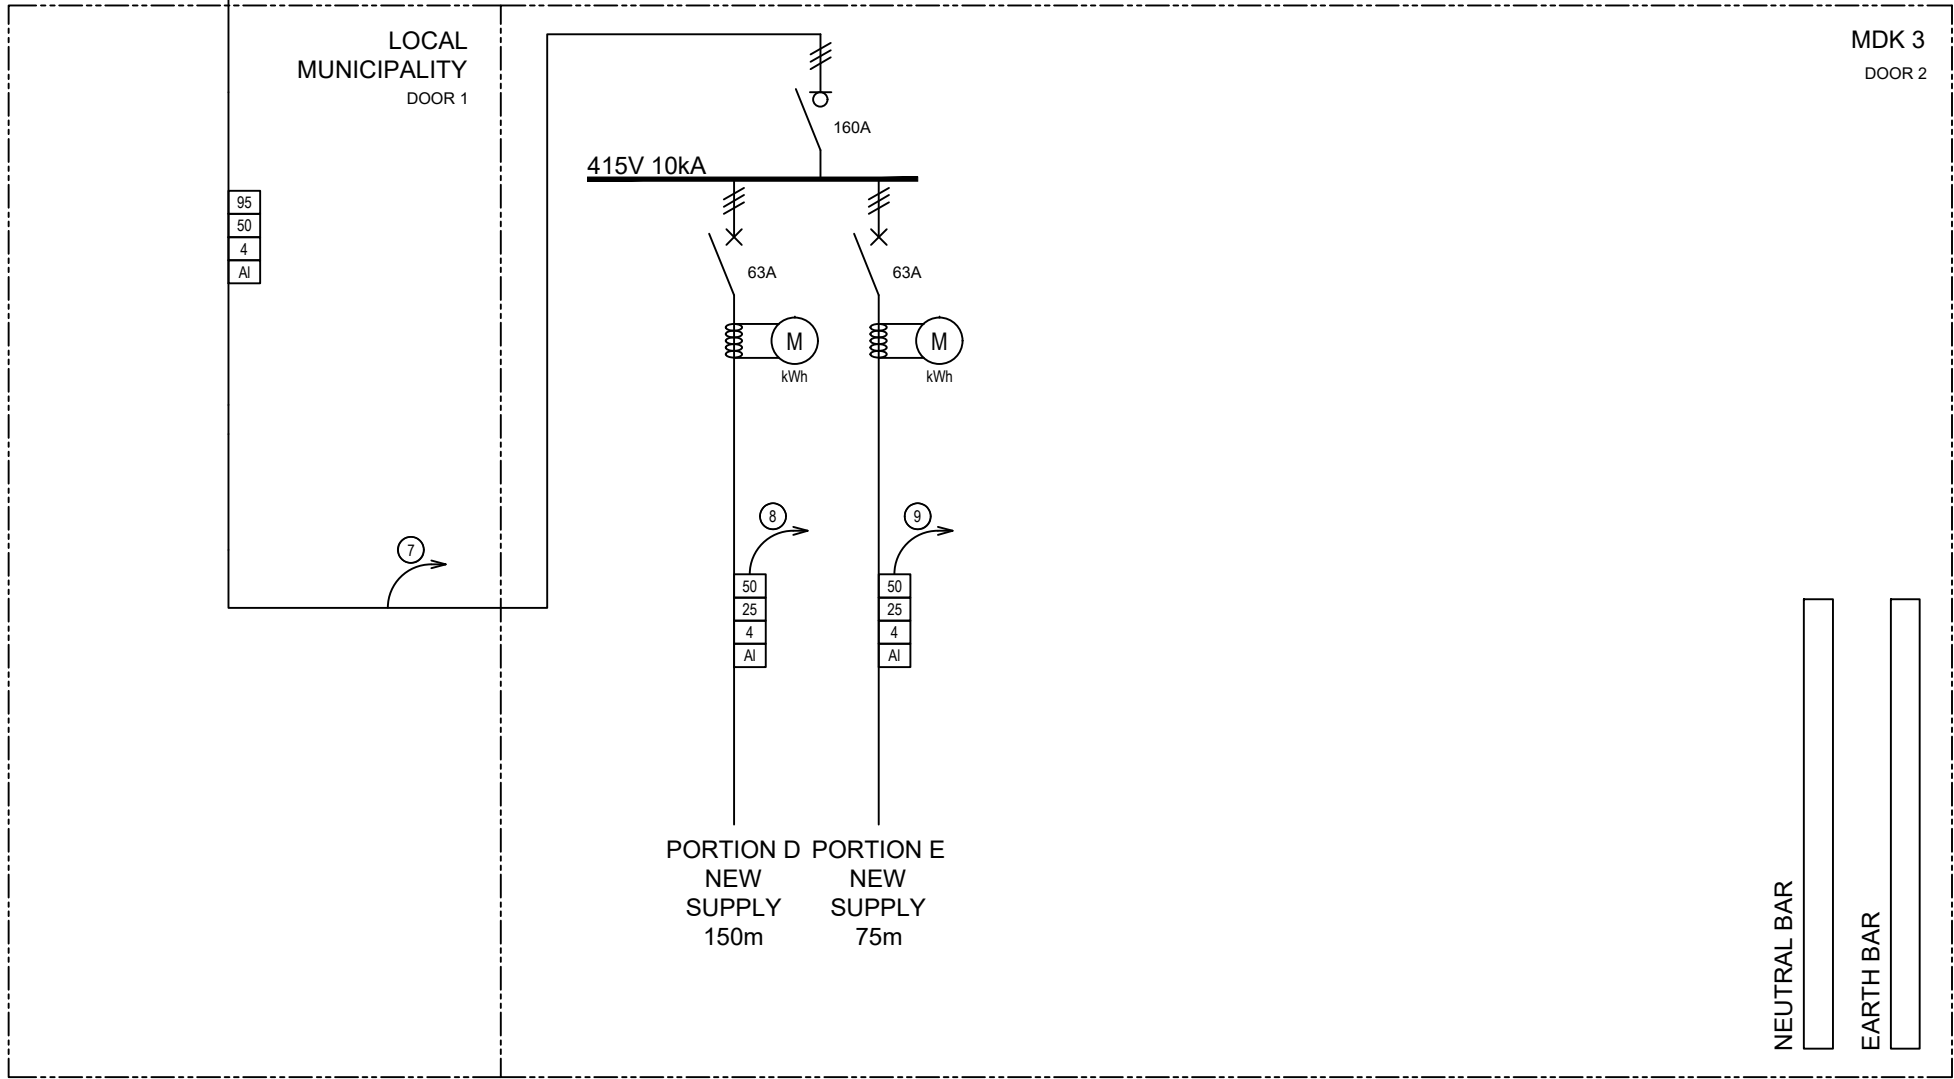 LOCAL
MUNICIPALITY
DOOR 1
MDK 3
DOOR 2
160A
415V 10kA
95
50
4
Al
63A
63A
M
kWh
M
kWh
7
8
9
50
25
4
Al
50
25
4
Al
PORTION D
NEW
SUPPLY
150m
PORTION E
NEW
SUPPLY
75m
NEUTRAL BAR
EARTH BAR